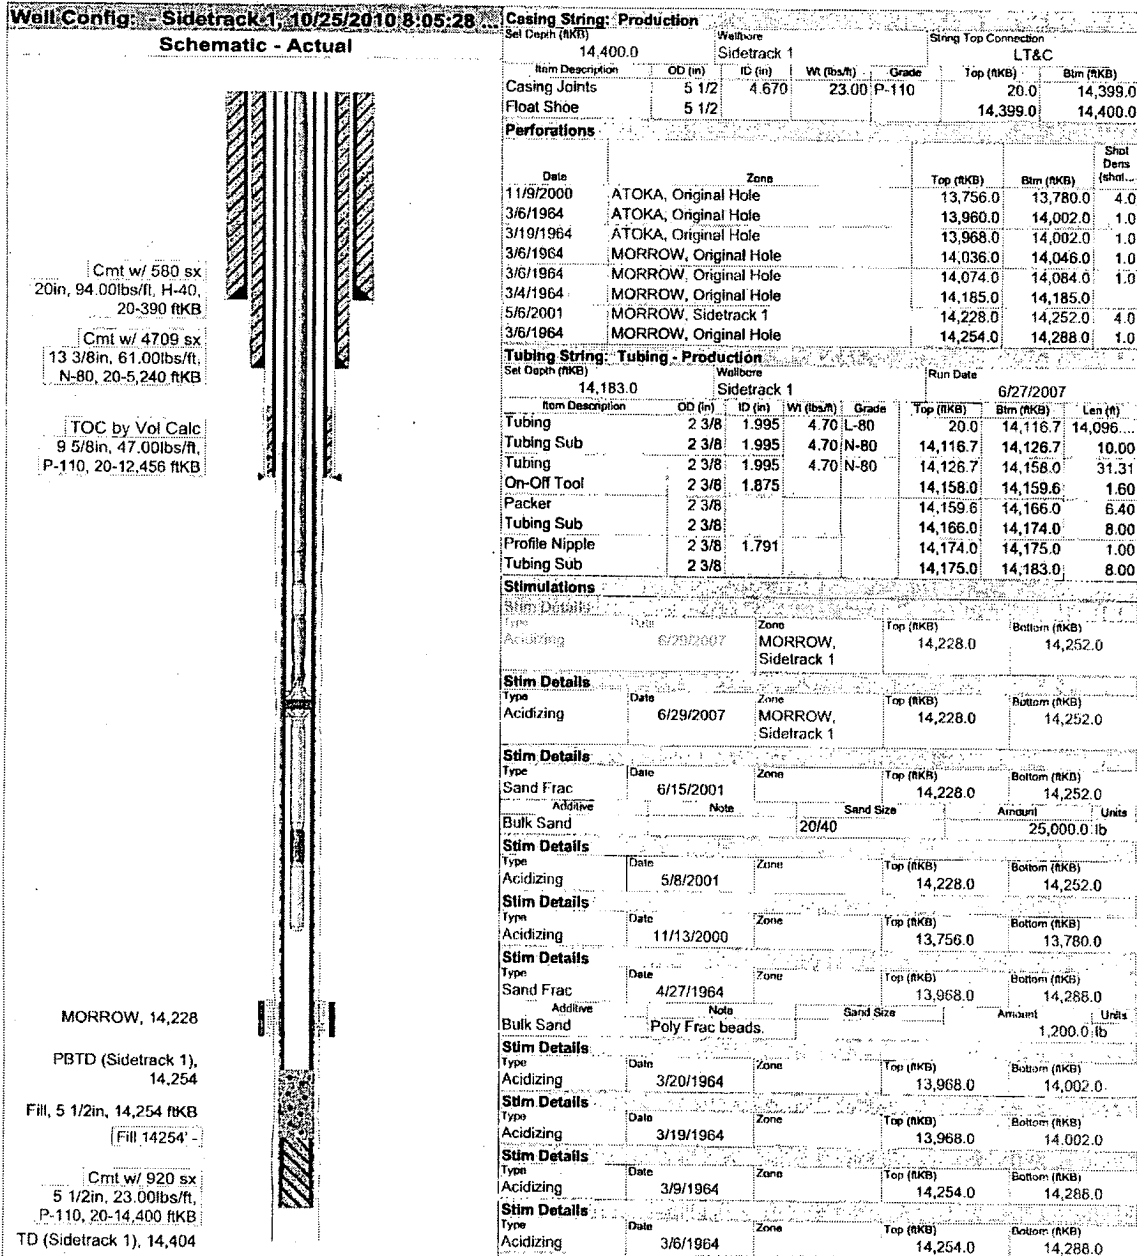 Well Config: - Sidetrack 1, 10/25/2010 8:05:28 ...
Schematic - Actual
Cmt w/ 580 sx
20in, 94.00lbs/ft, H-40,
20-390 ftKB
Cmt w/ 4709 sx
13 3/8in, 61.00lbs/ft,
N-80, 20-5,240 ftKB
TOC by Vol Calc
9 5/8in, 47.00lbs/ft,
P-110, 20-12,456 ftKB
MORROW, 14,228
PBTD (Sidetrack 1),
14,254
Fill, 5 1/2in, 14,254 ftKB
Fill 14254' -
Cmt w/ 920 sx
5 1/2in, 23.00lbs/ft,
P-110, 20-14,400 ftKB
TD (Sidetrack 1), 14,404
Casing String: Production
Set Depth (ftKB) Wellbore String Top Connection
14,400.0 Sidetrack 1 LT&C
Item Description OD (in) ID (in) Wt (lbs/ft) Grade Top (ftKB) Btm (ftKB)
Casing Joints 5 1/2 4.670 23.00 P-110 20.0 14,399.0
Float Shoe 5 1/2 14,399.0 14,400.0
Perforations
Date Zone Top (ftKB) Btm (ftKB) Shot Dens (shot...
11/9/2000 ATOKA, Original Hole 13,756.0 13,780.0 4.0
3/6/1964 ATOKA, Original Hole 13,960.0 14,002.0 1.0
3/19/1964 ATOKA, Original Hole 13,968.0 14,002.0 1.0
3/6/1964 MORROW, Original Hole 14,036.0 14,046.0 1.0
3/6/1964 MORROW, Original Hole 14,074.0 14,084.0 1.0
3/4/1964 MORROW, Original Hole 14,185.0 14,185.0
5/6/2001 MORROW, Sidetrack 1 14,228.0 14,252.0 4.0
3/6/1964 MORROW, Original Hole 14,254.0 14,288.0 1.0
Tubing String: Tubing - Production
Set Depth (ftKB) Wellbore Run Date
14,183.0 Sidetrack 1 6/27/2007
Item Description OD (in) ID (in) Wt (lbs/ft) Grade Top (ftKB) Btm (ftKB) Len (ft)
Tubing 2 3/8 1.995 4.70 L-80 20.0 14,116.7 14,096....
Tubing Sub 2 3/8 1.995 4.70 N-80 14,116.7 14,126.7 10.00
Tubing 2 3/8 1.995 4.70 N-80 14,126.7 14,158.0 31.31
On-Off Tool 2 3/8 1.875 14,158.0 14,159.6 1.60
Packer 2 3/8 14,159.6 14,166.0 6.40
Tubing Sub 2 3/8 14,166.0 14,174.0 8.00
Profile Nipple 2 3/8 1.791 14,174.0 14,175.0 1.00
Tubing Sub 2 3/8 14,175.0 14,183.0 8.00
Stimulations
Stim Details
Type Date Zone Top (ftKB) Bottom (ftKB)
Acidizing 6/29/2007 MORROW, Sidetrack 1 14,228.0 14,252.0
Stim Details
Type Date Zone Top (ftKB) Bottom (ftKB)
Acidizing 6/29/2007 MORROW, Sidetrack 1 14,228.0 14,252.0
Stim Details
Type Date Zone Top (ftKB) Bottom (ftKB)
Sand Frac 6/15/2001 14,228.0 14,252.0
Additive Note Sand Size Amount Units
Bulk Sand 20/40 25,000.0 lb
Stim Details
Type Date Zone Top (ftKB) Bottom (ftKB)
Acidizing 5/8/2001 14,228.0 14,252.0
Stim Details
Type Date Zone Top (ftKB) Bottom (ftKB)
Acidizing 11/13/2000 13,756.0 13,780.0
Stim Details
Type Date Zone Top (ftKB) Bottom (ftKB)
Sand Frac 4/27/1964 13,968.0 14,288.0
Additive Note Sand Size Amount Units
Bulk Sand Poly Frac beads. 1,200.0 lb
Stim Details
Type Date Zone Top (ftKB) Bottom (ftKB)
Acidizing 3/20/1964 13,968.0 14,002.0
Stim Details
Type Date Zone Top (ftKB) Bottom (ftKB)
Acidizing 3/19/1964 13,968.0 14,002.0
Stim Details
Type Date Zone Top (ftKB) Bottom (ftKB)
Acidizing 3/9/1964 14,254.0 14,288.0
Stim Details
Type Date Zone Top (ftKB) Bottom (ftKB)
Acidizing 3/6/1964 14,254.0 14,288.0